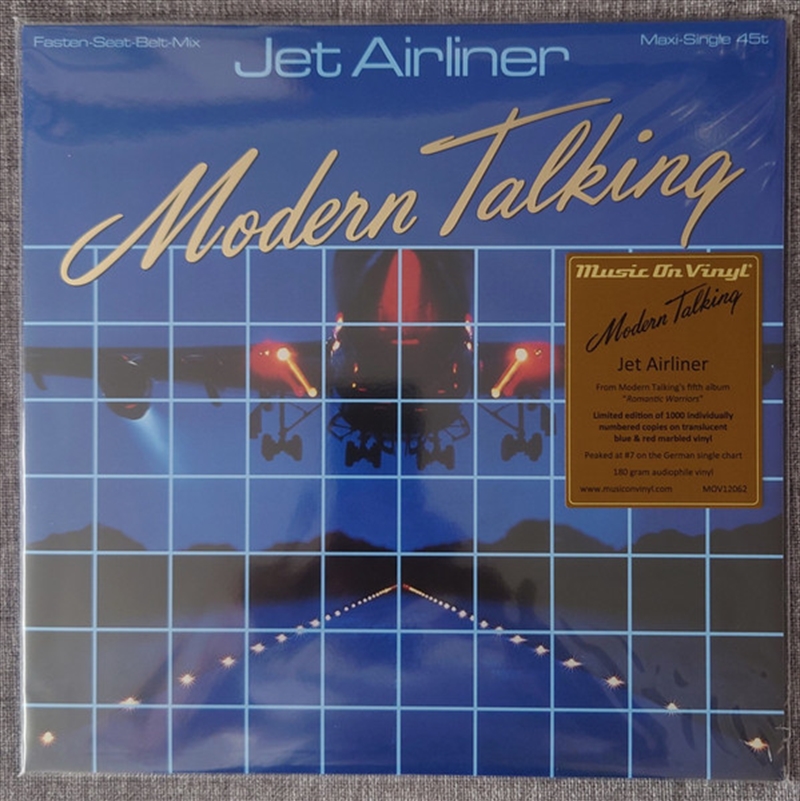 Fasten-Seat-Belt-Mix
Jet Airliner
Maxi-Single 45t
Modern Talking
Music On Vinyl
Modern Talking
Jet Airliner
From Modern Talking's fifth album
"Romantic Warriors"
Limited edition of 1000 individually
numbered copies on translucent
blue & red marbled vinyl
Peaked at #7 on the German single chart
180 gram audiophile vinyl
www.musiconvinyl.com MOV12062